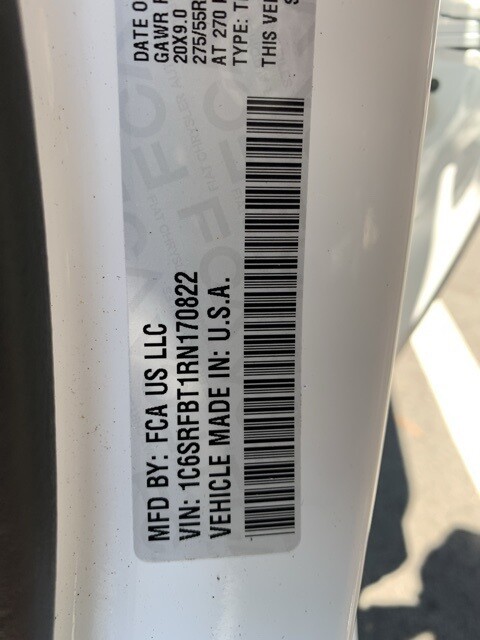 MFD BY: FCA US LLC
DATE OF
VIN: 1C6SRFBT1RN170822
GAWR R
VEHICLE MADE IN: U.S.A.
20X9.0
275/55R
AT 270
TYPE: T
THIS VE